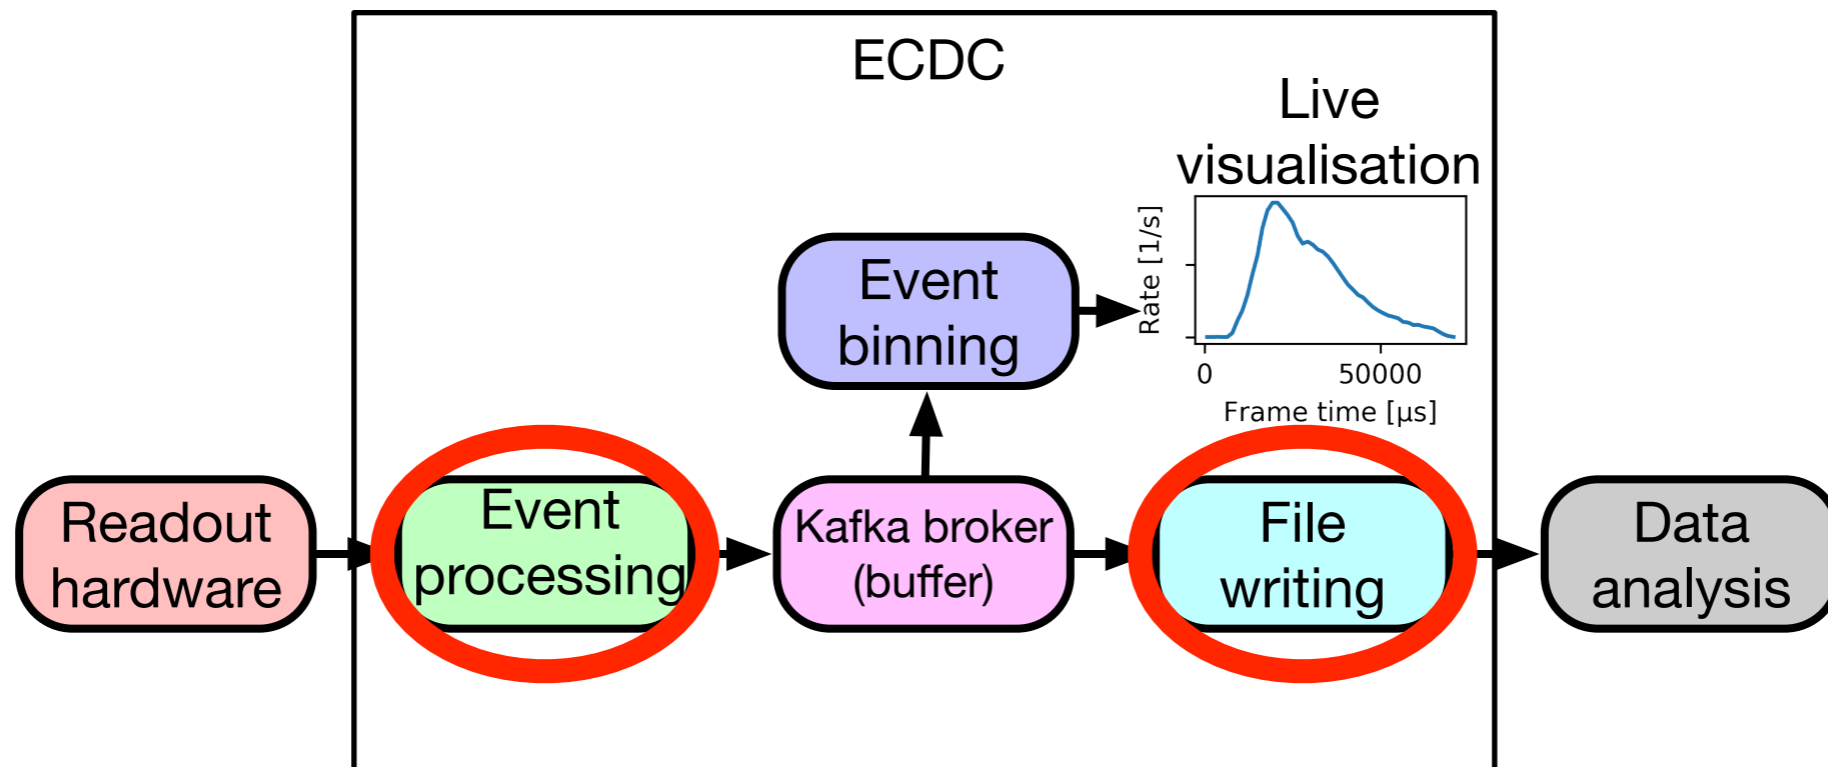 ECDC
Live
visualisation
Rate [1/s]
0
50000
Frame time [µs]
Event
binning
Readout
hardware
Event
processing
Kafka broker
(buffer)
File
writing
Data
analysis